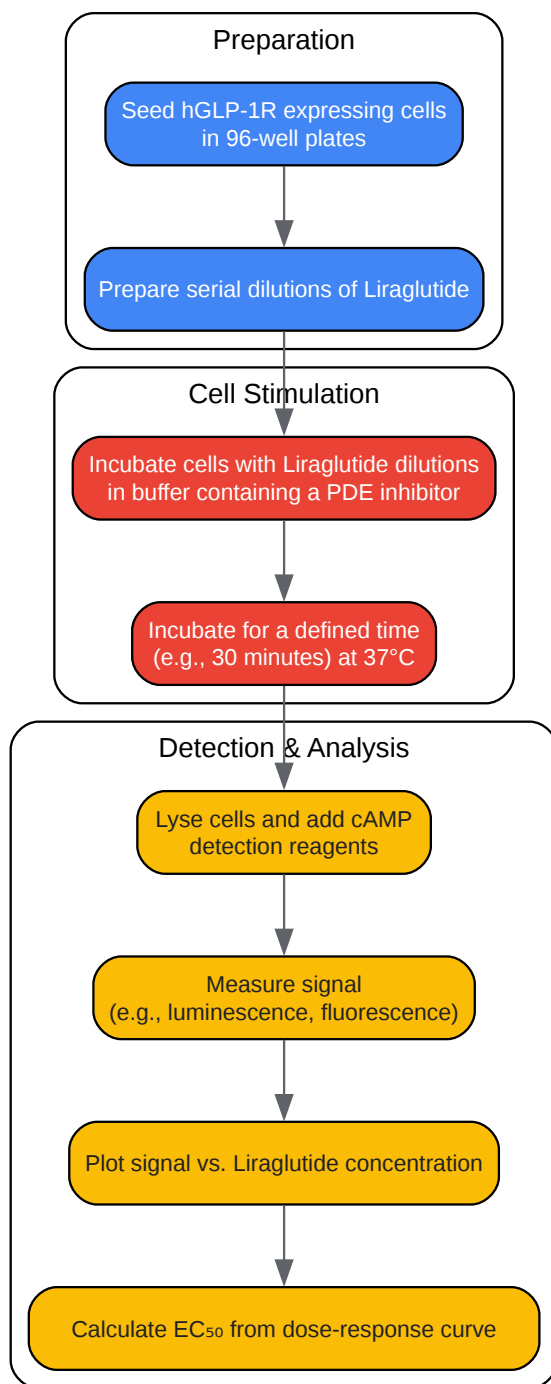 Preparation
Seed hGLP-1R expressing cells
in 96-well plates
Prepare serial dilutions of Liraglutide
Cell Stimulation
Incubate cells with Liraglutide dilutions
in buffer containing a PDE inhibitor
Incubate for a defined time
(e.g., 30 minutes) at 37°C
Detection & Analysis
Lyse cells and add cAMP
detection reagents
Measure signal
(e.g., luminescence, fluorescence)
Plot signal vs. Liraglutide concentration
Calculate EC₅₀ from dose-response curve